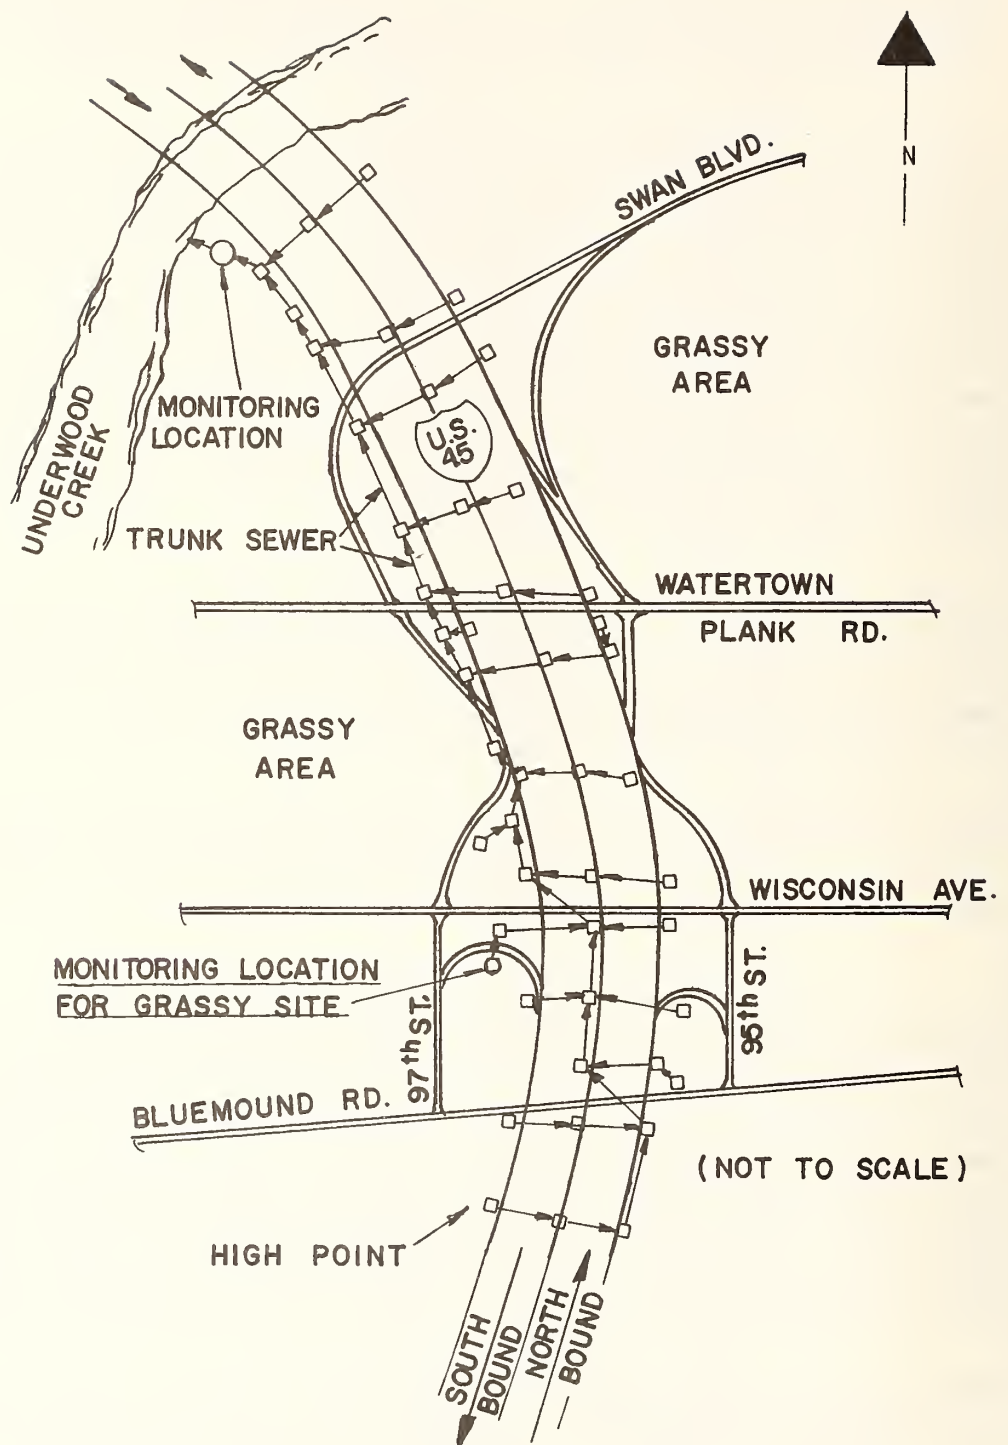 N
SWAN BLVD.
GRASSY
AREA
MONITORING
LOCATION
U.S.
45
UNDERWOOD
CREEK
TRUNK SEWER
WATERTOWN
PLANK RD.
GRASSY
AREA
WISCONSIN AVE.
MONITORING LOCATION
FOR GRASSY SITE
97th ST.
95th ST.
BLUEMOUND RD.
(NOT TO SCALE)
HIGH POINT
SOUTH
BOUND
NORTH
BOUND